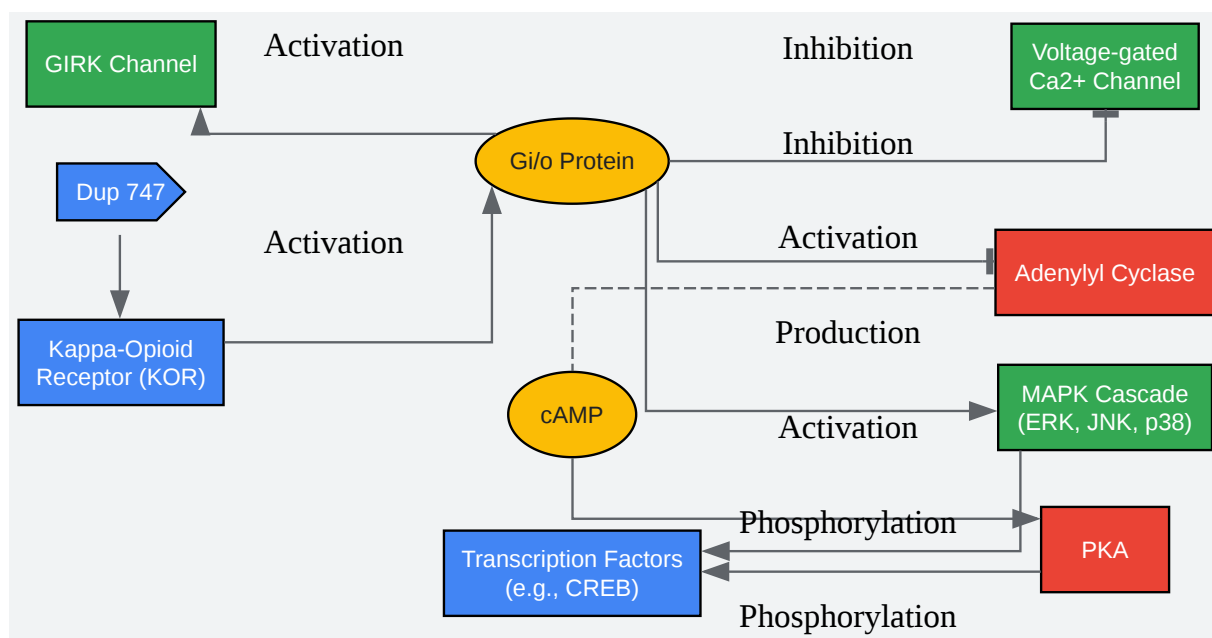 GIRK Channel
Activation
Inhibition
Voltage-gated
Ca2+ Channel
Gi/o Protein
Inhibition
Dup 747
Activation
Activation
Adenylyl Cyclase
Production
Kappa-Opioid
Receptor (KOR)
cAMP
MAPK Cascade
(ERK, JNK, p38)
Activation
Phosphorylation
Transcription Factors
(e.g., CREB)
PKA
Phosphorylation